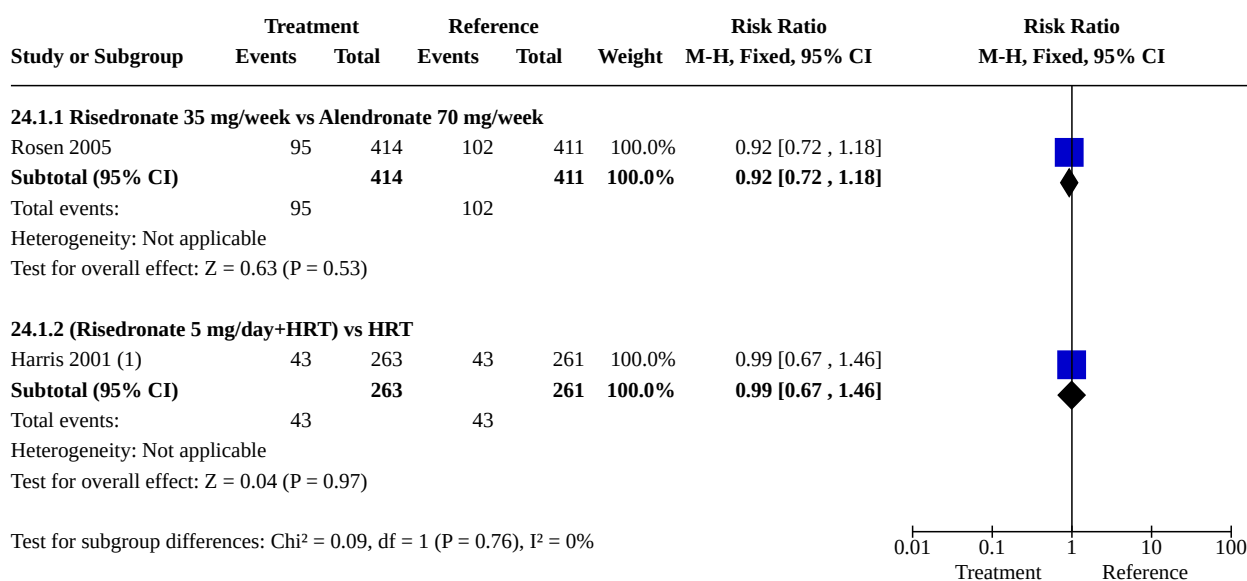 Treatment Reference Risk Ratio Risk Ratio
Study or Subgroup Events Total Events Total Weight M-H, Fixed, 95% CI M-H, Fixed, 95% CI
24.1.1 Risedronate 35 mg/week vs Alendronate 70 mg/week
Rosen 2005 95 414 102 411 100.0% 0.92 [0.72 , 1.18]
Subtotal (95% CI) 414 411 100.0% 0.92 [0.72 , 1.18]
Total events: 95 102
Heterogeneity: Not applicable
Test for overall effect: Z = 0.63 (P = 0.53)
24.1.2 (Risedronate 5 mg/day+HRT) vs HRT
Harris 2001 (1) 43 263 43 261 100.0% 0.99 [0.67 , 1.46]
Subtotal (95% CI) 263 261 100.0% 0.99 [0.67 , 1.46]
Total events: 43 43
Heterogeneity: Not applicable
Test for overall effect: Z = 0.04 (P = 0.97)
Test for subgroup differences: Chi² = 0.09, df = 1 (P = 0.76), I² = 0%
0.01 0.1 1 10 100
Treatment Reference